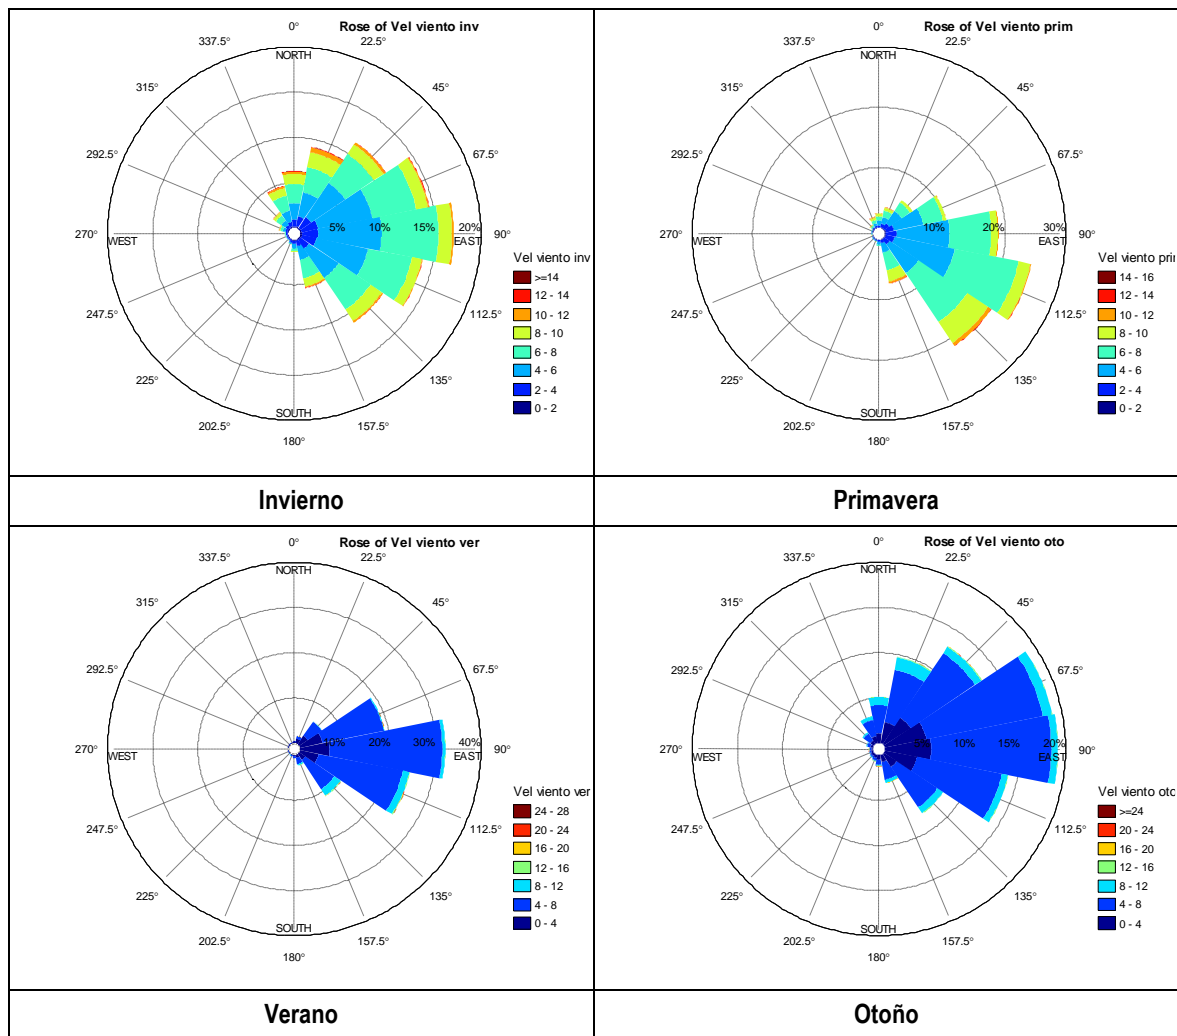 0° Rose of Vel viento inv
337.5° 22.5°
NORTH
315° 45°
292.5° 67.5°
5% 10% 15% 20%
270° WEST EAST 90°
247.5° 112.5°
225° 135°
SOUTH
202.5° 157.5°
180°
Vel viento inv
>=14
12 - 14
10 - 12
8 - 10
6 - 8
4 - 6
2 - 4
0 - 2
Invierno
0° Rose of Vel viento prim
337.5° 22.5°
NORTH
315° 45°
292.5° 67.5°
10% 20% 30%
270° WEST EAST 90°
247.5° 112.5°
225° 135°
SOUTH
202.5° 157.5°
180°
Vel viento pri
14 - 16
12 - 14
10 - 12
8 - 10
6 - 8
4 - 6
2 - 4
0 - 2
Primavera
0° Rose of Vel viento ver
337.5° 22.5°
NORTH
315° 45°
292.5° 67.5°
10% 20% 30% 40%
270° WEST EAST 90°
247.5° 112.5°
225° 135°
SOUTH
202.5° 157.5°
180°
Vel viento ver
24 - 28
20 - 24
16 - 20
12 - 16
8 - 12
4 - 8
0 - 4
Verano
0° Rose of Vel viento oto
337.5° 22.5°
NORTH
315° 45°
292.5° 67.5°
5% 10% 15% 20%
270° WEST EAST 90°
247.5° 112.5°
225° 135°
SOUTH
202.5° 157.5°
180°
Vel viento otc
>=24
20 - 24
16 - 20
12 - 16
8 - 12
4 - 8
0 - 4
Otoño